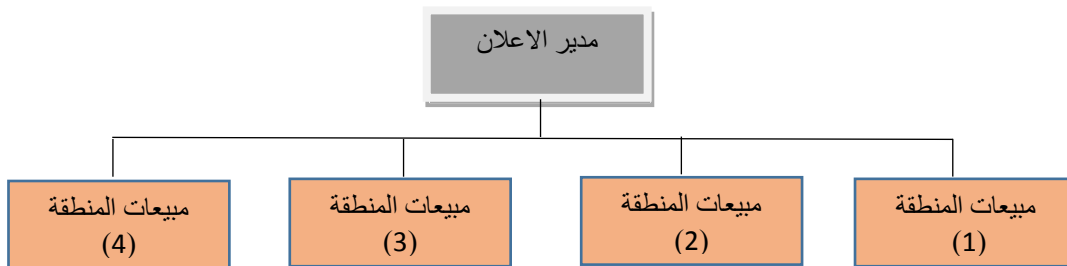 مدير الاعلان
مبيعات المنطقة
(1)
مبيعات المنطقة
(2)
مبيعات المنطقة
(3)
مبيعات المنطقة
(4)